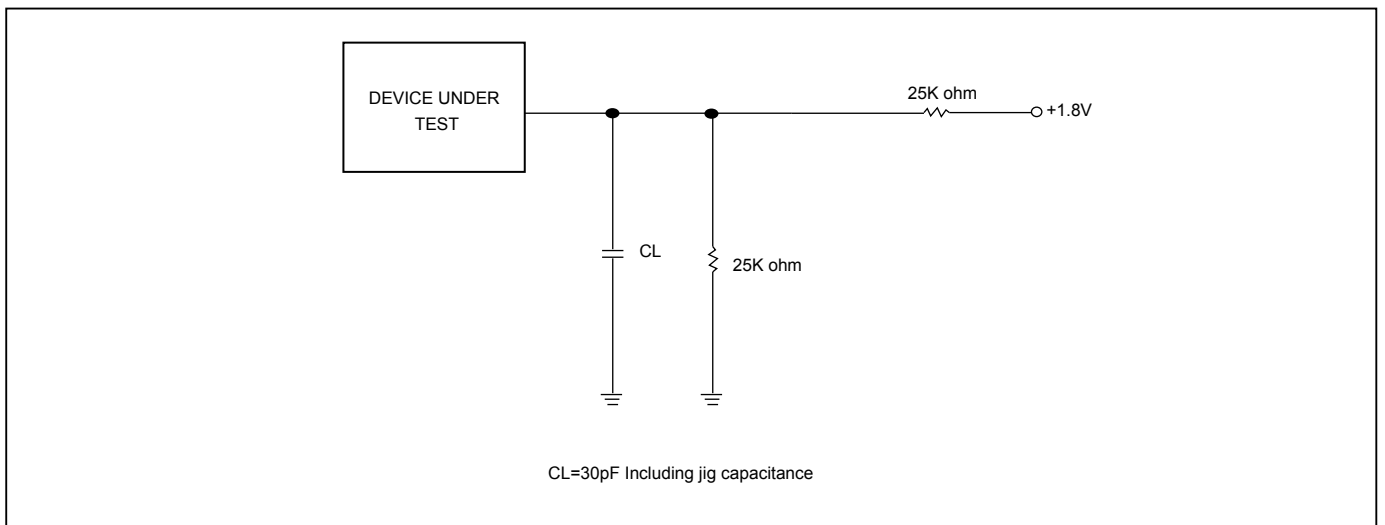 DEVICE UNDER
TEST
25K ohm
+1.8V
CL
25K ohm
CL=30pF Including jig capacitance